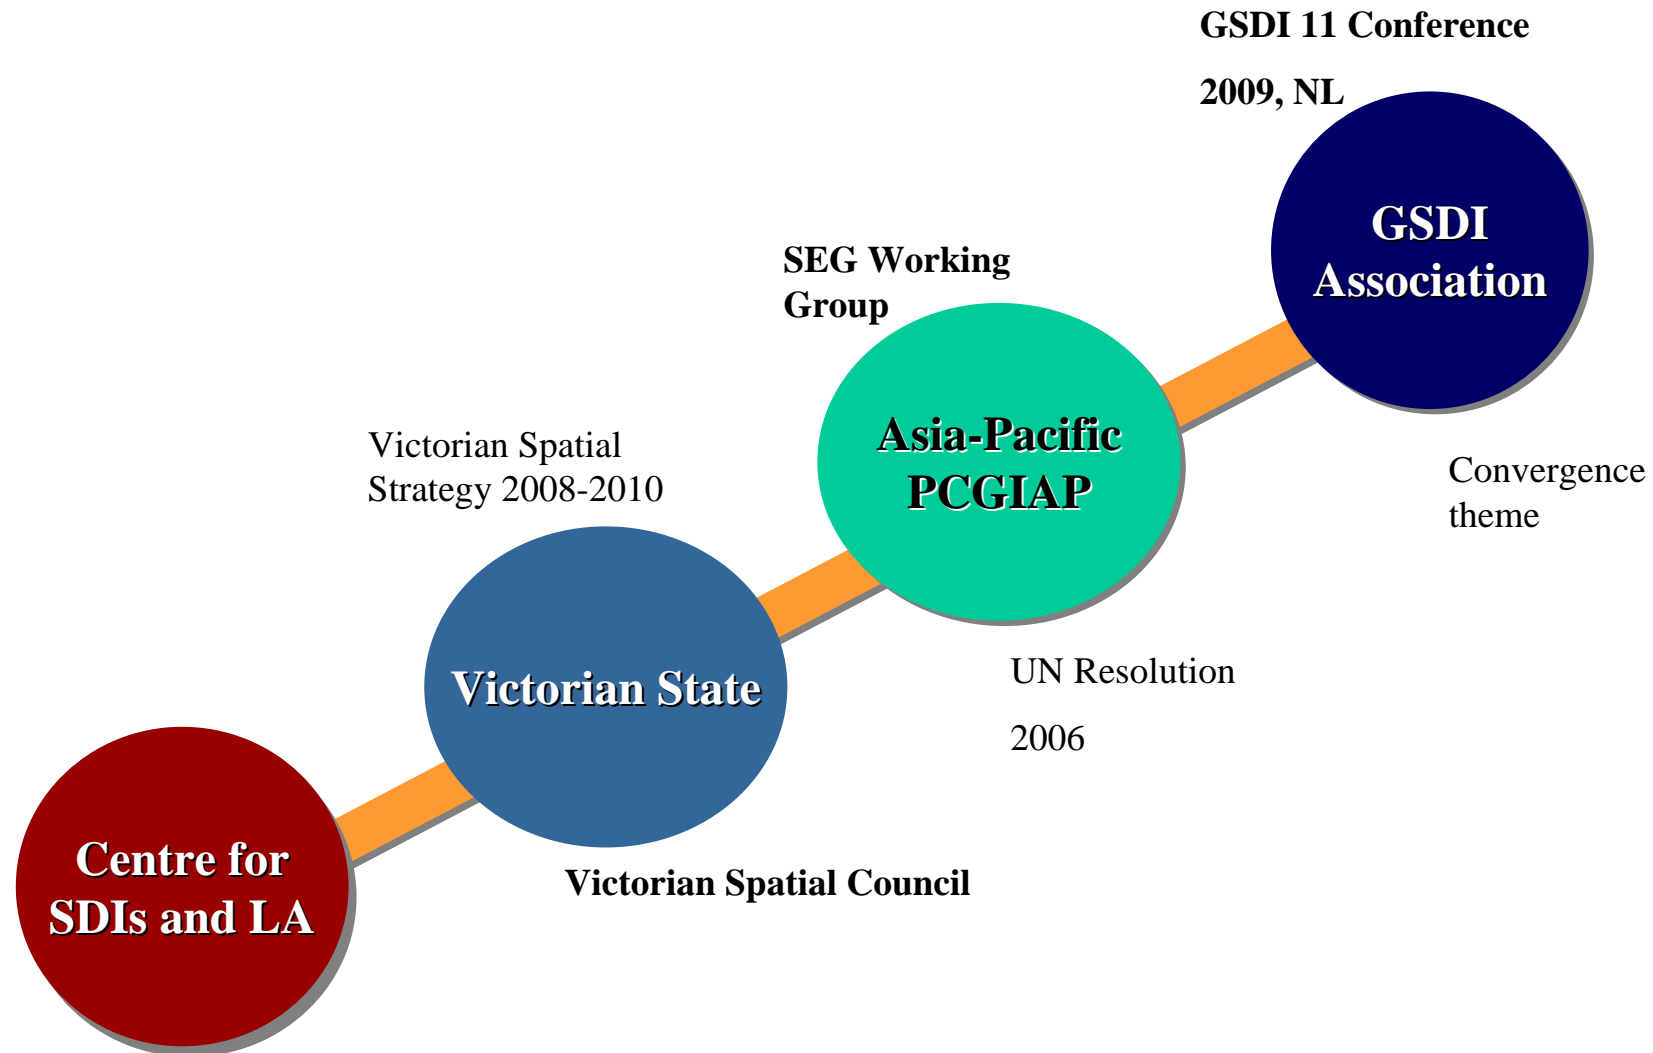 GSDI 11 Conference
2009, NL
GSDI
Association
SEG Working
Group
Asia-Pacific
PCGIAP
Convergence
theme
Victorian Spatial
Strategy 2008-2010
UN Resolution
2006
Victorian State
Victorian Spatial Council
Centre for
SDIs and LA